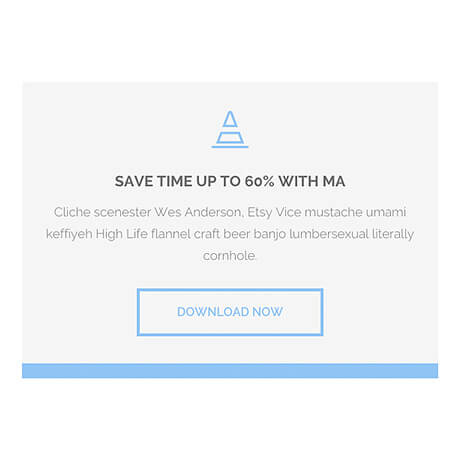 SAVE TIME UP TO 60% WITH MA
Cliche scenester Wes Anderson, Etsy Vice mustache umami
keffiyeh High Life flannel craft beer banjo lumbersexual literally
cornhole.
DOWNLOAD NOW